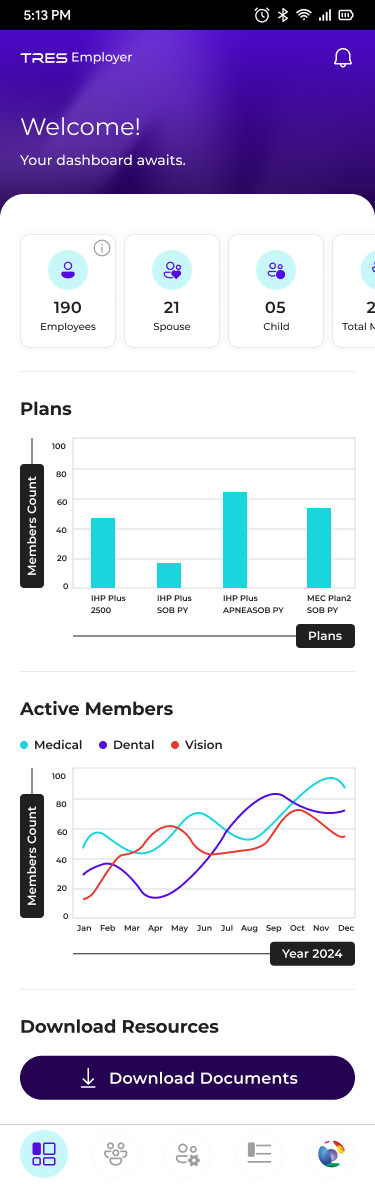 5:13 PM
TRES Employer
Welcome!
Your dashboard awaits.
190
Employees
21
Spouse
05
Child
2
Total M
Plans
Members Count
100
80
60
40
20
0
IHP Plus
2500
IHP Plus
SOB PY
IHP Plus
APNEASOB PY
MEC Plan2
SOB PY
Plans
Active Members
Medical
Dental
Vision
Members Count
100
80
60
40
20
0
Jan Feb Mar Apr May Jun Jul Aug Sep Oct Nov Dec
Year 2024
Download Resources
Download Documents